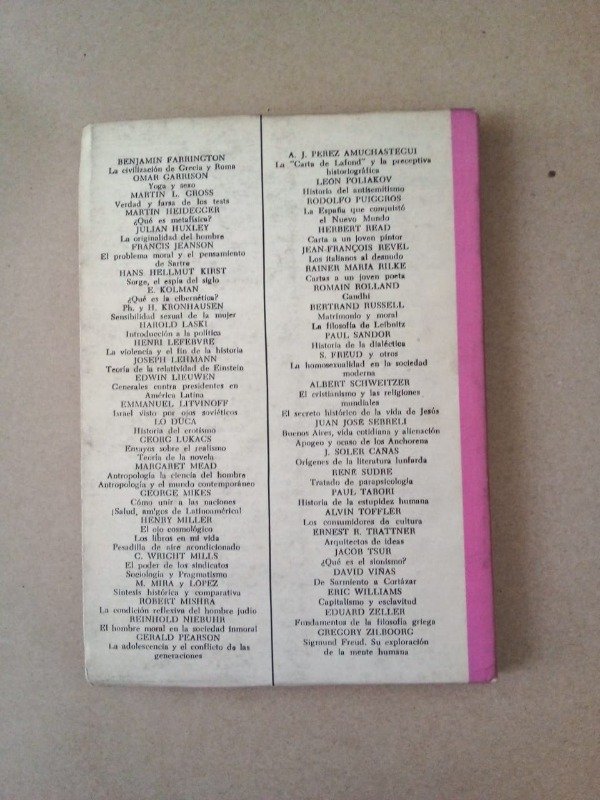 BENJAMIN FARRINGTON
La civilización de Grecia y Roma
OMAR GARRISON
Yoga y sexo
MARTIN L. GROSS
Verdad y farsa de los tests
MARTIN HEIDEGGER
¿Qué es metafísica?
JULIAN HUXLEY
La originalidad del hombre
FRANCIS JEANSON
El problema moral y el pensamiento
de Sartre
HANS HELLMUT KIRST
Sorge, el espía del siglo
E. KOLMAN
¿Qué es la cibernética?
Ph. y H. KRONHAUSEN
Sensibilidad sexual de la mujer
HAROLD LASKI
Introducción a la política
HENRI LEFEBVRE
La violencia y el fin de la historia
JOSEPH LEHMANN
Teoría de la relatividad de Einstein
EDWIN LIEUWEN
Generales contra presidentes en
América Latina
EMMANUEL LITVINOFF
Israel visto por ojos soviéticos
LO DUCA
Historia del erotismo
GEORG LUKACS
Ensayos sobre el realismo
Teoría de la novela
MARGARET MEAD
Antropología la ciencia del hombre
Antropología y el mundo contemporáneo
GEORGE MIKES
Cómo unir a las naciones
¡Salud, amigos de Latinoamérica!
HENRY MILLER
El ojo cosmológico
Los libros en mi vida
Pesadilla de aire acondicionado
C. WRIGHT MILLS
El poder de los sindicatos
Sociología y Pragmatismo
M. MIRA y LOPEZ
Síntesis histórica y comparativa
ROBERT MISHRA
La condición reflexiva del hombre judío
REINHOLD NIEBUHR
El hombre moral en la sociedad inmoral
GERALD PEARSON
La adolescencia y el conflicto de las
generaciones
A. J. PEREZ AMUCHASTEGUI
La "Carta de Lafond" y la preceptiva
historiográfica
LEON POLIAKOV
Historia del antisemitismo
RODOLFO PUIGGROS
La España que conquistó
el Nuevo Mundo
HERBERT READ
Carta a un joven pintor
JEAN-FRANÇOIS REVEL
Los italianos al desnudo
RAINER MARIA RILKE
Cartas a un joven poeta
ROMAIN ROLLAND
Gandhi
BERTRAND RUSSELL
Matrimonio y moral
La filosofía de Leibnitz
PAUL SANDOR
Historia de la dialéctica
S. FREUD y otros
La homosexualidad en la sociedad
moderna
ALBERT SCHWEITZER
El cristianismo y las religiones
mundiales
El secreto histórico de la vida de Jesús
JUAN JOSÉ SEBRELI
Buenos Aires, vida cotidiana y alienación
Apogeo y ocaso de los Anchorena
J. SOLER CAÑAS
Orígenes de la literatura lunfarda
RENE SUDRE
Tratado de parapsicología
PAUL TABORI
Historia de la estupidez humana
ALVIN TOFFLER
Los consumidores de cultura
ERNEST R. TRATTNER
Arquitectos de ideas
JACOB TSUR
¿Qué es el sionismo?
DAVID VIÑAS
De Sarmiento a Cortázar
ERIC WILLIAMS
Capitalismo y esclavitud
EDUARD ZELLER
Fundamentos de la filosofía griega
GREGORY ZILBOORG
Sigmund Freud. Su exploración
de la mente humana